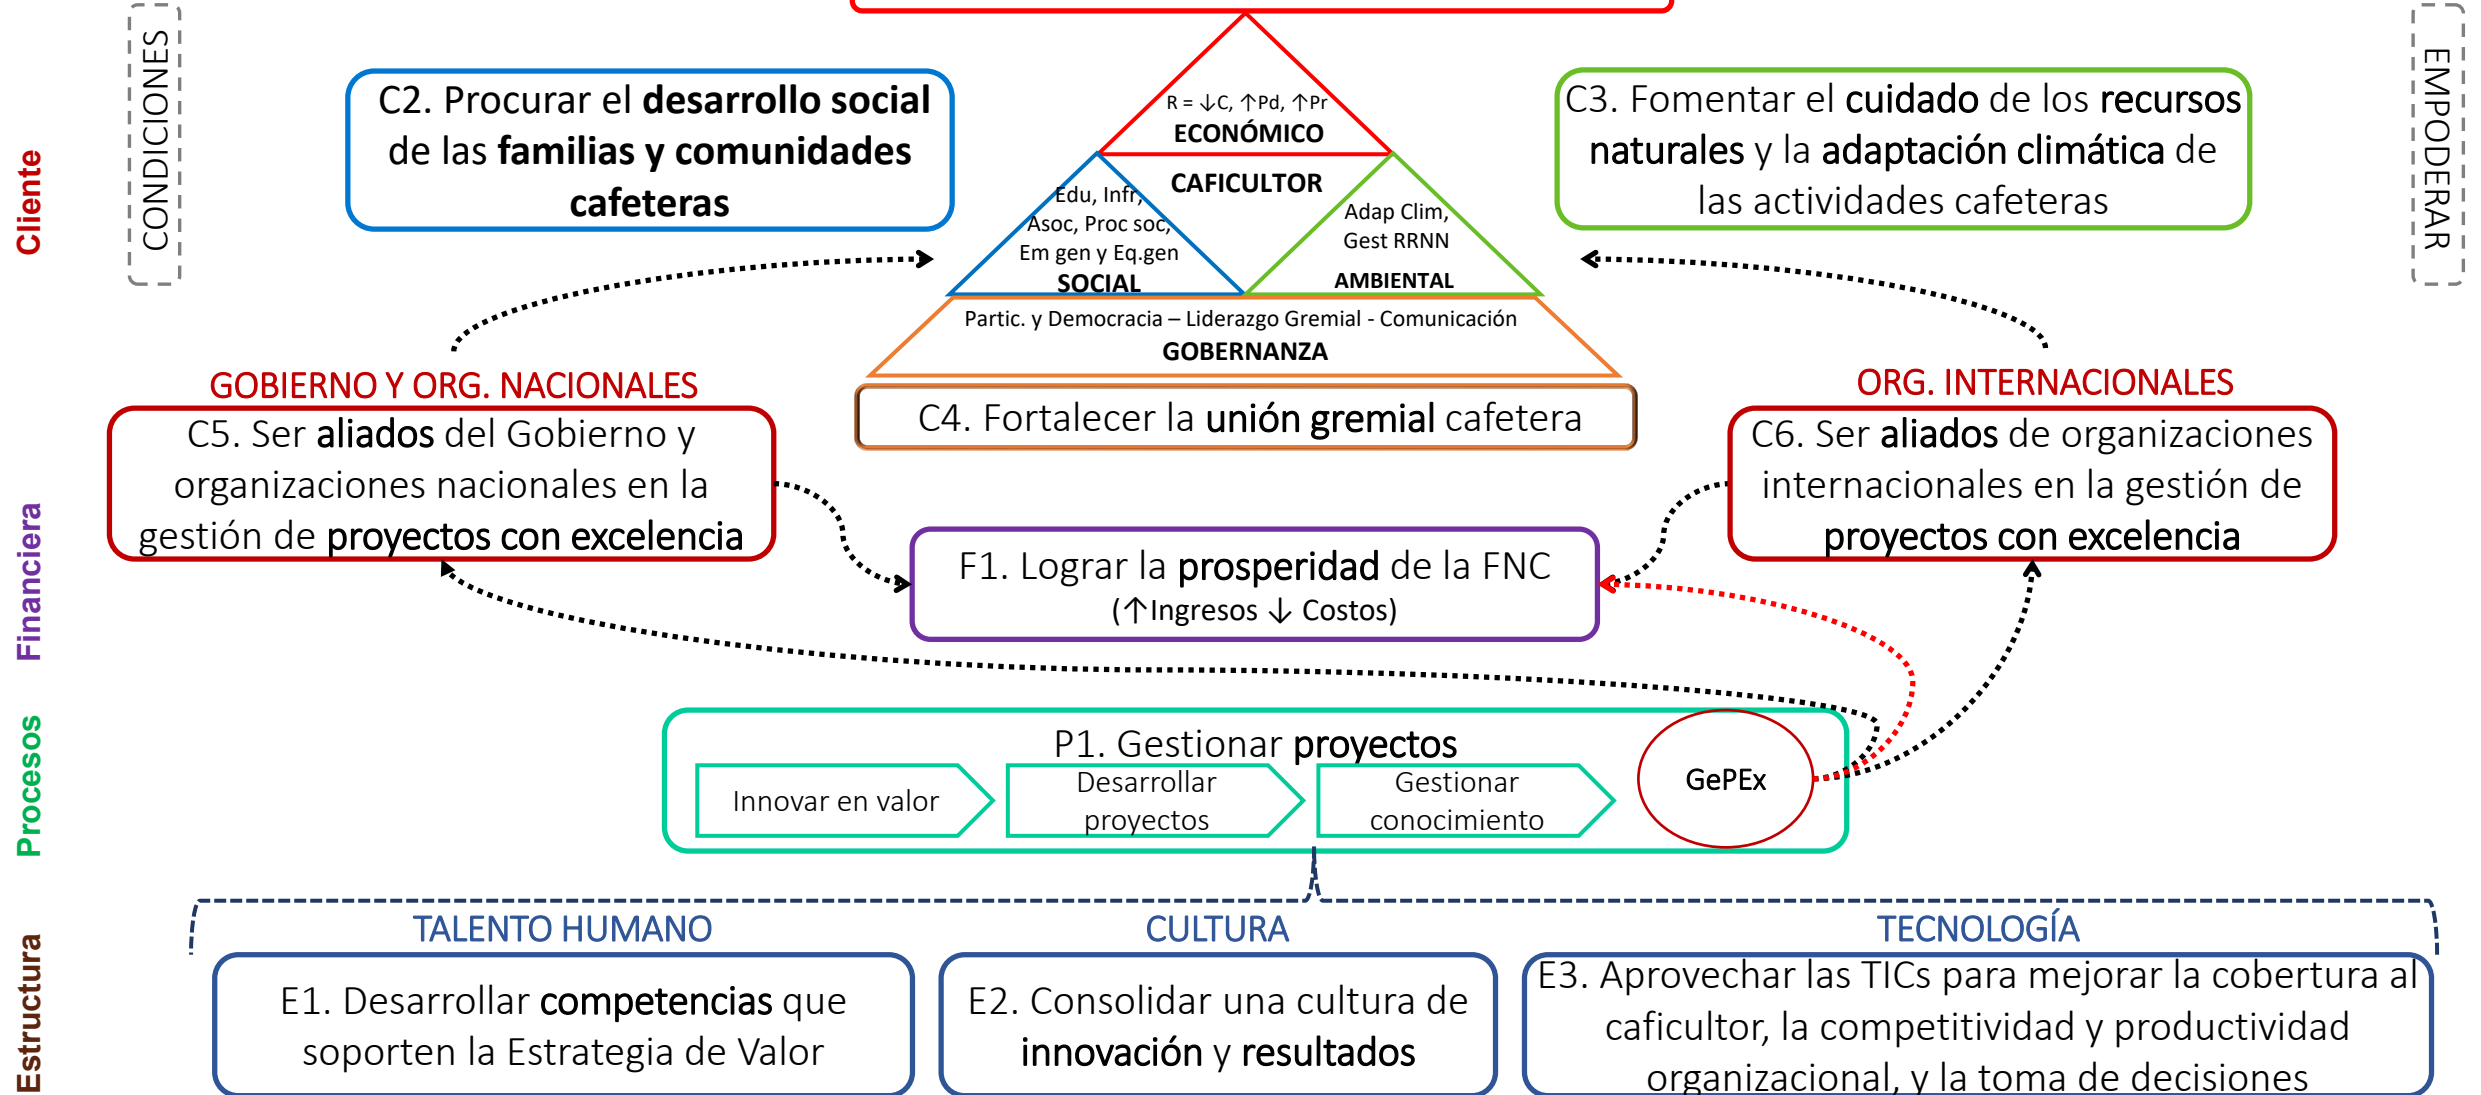 CONDICIONES
EMPODERAR
Cliente
C2. Procurar el desarrollo social
de las familias y comunidades
cafeteras
R = ↓C, ↑Pd, ↑Pr
ECONÓMICO
CAFICULTOR
Edu, Infr,
Asoc, Proc soc,
Em gen y Eq.gen
SOCIAL
Adap Clim,
Gest RRNN
AMBIENTAL
Partic. y Democracia – Liderazgo Gremial - Comunicación
GOBERNANZA
C3. Fomentar el cuidado de los recursos
naturales y la adaptación climática de
las actividades cafeteras
C4. Fortalecer la unión gremial cafetera
GOBIERNO Y ORG. NACIONALES
C5. Ser aliados del Gobierno y
organizaciones nacionales en la
gestión de proyectos con excelencia
ORG. INTERNACIONALES
C6. Ser aliados de organizaciones
internacionales en la gestión de
proyectos con excelencia
Financiera
F1. Lograr la prosperidad de la FNC
(↑Ingresos ↓ Costos)
Procesos
P1. Gestionar proyectos
Innovar en valor
Desarrollar
proyectos
Gestionar
conocimiento
GePEx
Estructura
TALENTO HUMANO
E1. Desarrollar competencias que
soporten la Estrategia de Valor
CULTURA
E2. Consolidar una cultura de
innovación y resultados
TECNOLOGÍA
E3. Aprovechar las TICs para mejorar la cobertura al
caficultor, la competitividad y productividad
organizacional, y la toma de decisiones